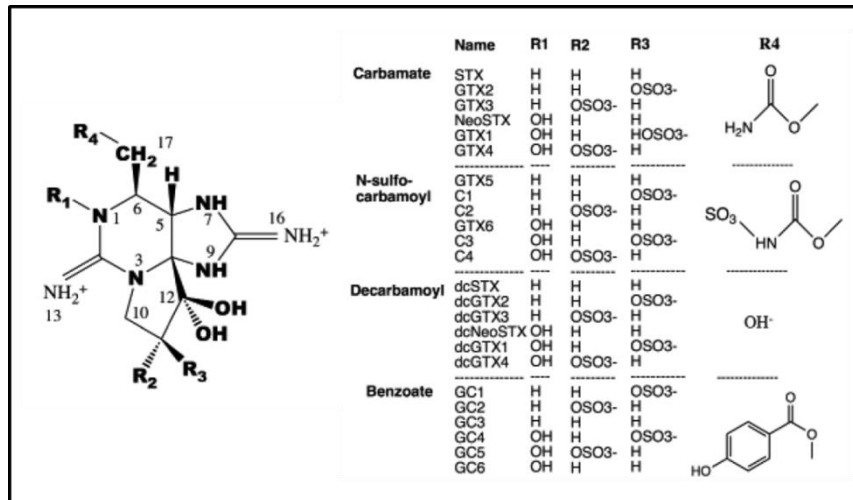 R4
17
CH2
H
R1
N
1
6
5
NH
7
16
NH2+
3
N
9
NH
NH2+
13
10
12
OH
OH
R2
R3
Name R1 R2 R3 R4
Carbamate STX H H H
GTX2 H H OSO3-
GTX3 H OSO3- H
NeoSTX OH H H
GTX1 OH H HOSO3-
GTX4 OH OSO3- H
O
H2N
O
N-sulfo-
carbamoyl
GTX5 H H H
C1 H H OSO3-
C2 H OSO3- H
GTX6 OH H H
C3 OH H OSO3-
C4 OH OSO3- H
O
SO3
HN
O
Decarbamoyl dcSTX H H H
dcGTX2 H H OSO3-
dcGTX3 H OSO3- H
dcNeoSTX OH H H
dcGTX1 OH H OSO3-
dcGTX4 OH OSO3- H
OH-
Benzoate GC1 H H OSO3-
GC2 H OSO3- H
GC3 H H H
GC4 OH H OSO3-
GC5 OH OSO3- H
GC6 OH H H
O
O
HO